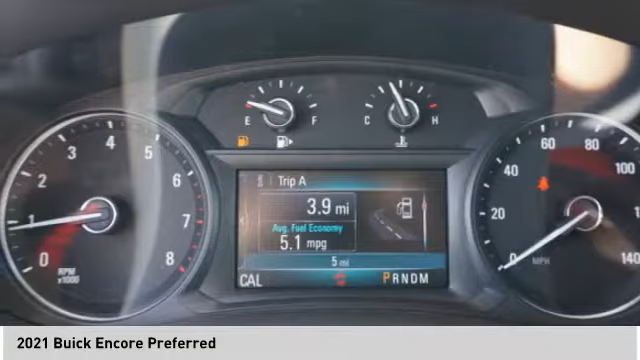 E F
C H
0 1 2 3 4 5 6 7 8
RPM
x1000
Trip A
3.9 mi
Avg. Fuel Economy
5.1 mpg
5 mi
CAL
PRNDM
0 20 40 60 80 100 140
MPH
2021 Buick Encore Preferred